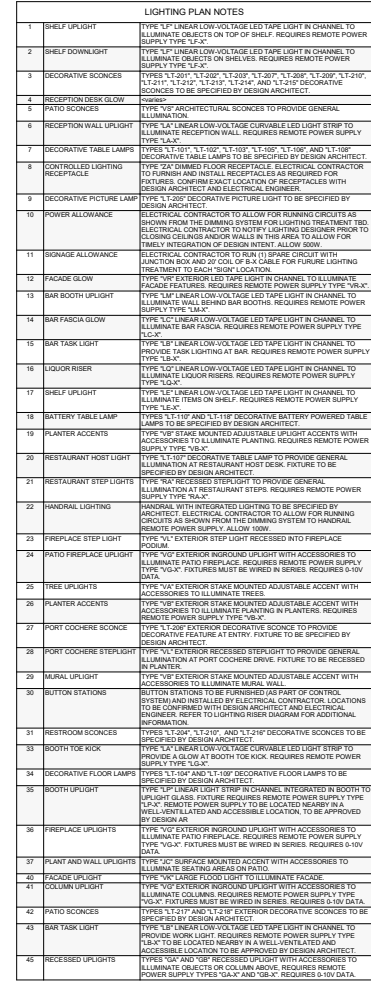 LIGHTING PLAN NOTES
1 SHELF UPLIGHT TYPE "LF" LINEAR LOW-VOLTAGE LED TAPE LIGHT IN CHANNEL TO
ILLUMINATE OBJECTS ON TOP OF SHELF. REQUIRES REMOTE POWER
SUPPLY TYPE "LF-X".
2 SHELF DOWNLIGHT TYPE "LF" LINEAR LOW-VOLTAGE LED TAPE LIGHT IN CHANNEL TO
ILLUMINATE OBJECTS ON SHELVES. REQUIRES REMOTE POWER
SUPPLY TYPE "LF-X".
3 DECORATIVE SCONCES TYPES "LT-201", "LT-202", "LT-203", "LT-207", "LT-208", "LT-209", "LT-210",
"LT-211", "LT-212", "LT-213", "LT-214", AND "LT-215" DECORATIVE
SCONCES TO BE SPECIFIED BY DESIGN ARCHITECT.
4 RECEPTION DESK GLOW <varies>
5 PATIO SCONCES TYPE "VS" ARCHITECTURAL SCONCES TO PROVIDE GENERAL
ILLUMINATION.
6 RECEPTION WALL UPLIGHT TYPE "LA" LINEAR LOW-VOLTAGE CURVABLE LED LIGHT STRIP TO
ILLUMINATE RECEPTION WALL. REQUIRES REMOTE POWER SUPPLY
TYPE "LA-X".
7 DECORATIVE TABLE LAMPS TYPES "LT-101", "LT-102", "LT-103", "LT-105", "LT-106", AND "LT-108"
DECORATIVE TABLE LAMPS TO BE SPECIFIED BY DESIGN ARCHITECT.
8 CONTROLLED LIGHTING RECEPTACLE TYPE "ZA" DIMMED FLOOR RECEPTACLE. ELECTRICAL CONTRACTOR
TO FURNISH AND INSTALL RECEPTACLES AS REQUIRED FOR
FIXTURES. CONFIRM EXACT LOCATION OF RECEPTACLES WITH
DESIGN ARCHITECT AND ELECTRICAL ENGINEER.
9 DECORATIVE PICTURE LAMP TYPE "LT-205" DECORATIVE PICTURE LIGHT TO BE SPECIFIED BY
DESIGN ARCHITECT.
10 POWER ALLOWANCE ELECTRICAL CONTRACTOR TO ALLOW FOR RUNNING CIRCUITS AS
SHOWN FROM THE DIMMING SYSTEM FOR LIGHTING TREATMENT TBD.
ELECTRICAL CONTRACTOR TO NOTIFY LIGHTING DESIGNER PRIOR TO
CLOSING CEILINGS AND/OR WALLS IN THIS AREA TO ALLOW FOR
TIMELY INTEGRATION OF DESIGN INTENT. ALLOW 500W.
11 SIGNAGE ALLOWANCE ELECTRICAL CONTRACTOR TO RUN (1) SPARE CIRCUIT WITH
JUNCTION BOX AND 20' COIL OF B-X CABLE FOR FURURE LIGHTING
TREATMENT TO EACH "SIGN" LOCATION.
12 FACADE GLOW TYPE "VR" EXTERIOR LED TAPE LIGHT IN CHANNEL TO ILLUMINATE
FACADE FEATURES. REQUIRES REMOTE POWER SUPPLY TYPE "VR-X".
13 BAR BOOTH UPLIGHT TYPE "LM" LINEAR LOW-VOLTAGE LED TAPE LIGHT IN CHANNEL TO
ILLUMINATE WALL BEHIND BAR BOOTHS. REQUIRES REMOTE POWER
SUPPLY TYPE "LM-X".
14 BAR FASCIA GLOW TYPE "LC" LINEAR LOW-VOLTAGE LED TAPE LIGHT IN CHANNEL TO
ILLUMINATE BAR FASCIA. REQUIRES REMOTE POWER SUPPLY TYPE
"LC-X".
15 BAR TASK LIGHT TYPE "LB" LINEAR LOW-VOLTAGE LED TAPE LIGHT IN CHANNEL TO
PROVIDE TASK LIGHTING AT BAR. REQUIRES REMOTE POWER SUPPLY
TYPE "LB-X".
16 LIQUOR RISER TYPE "LQ" LINEAR LOW-VOLTAGE LED TAPE LIGHT IN CHANNEL TO
ILLUMINATE LIQUOR RISERS. REQUIRES REMOTE POWER SUPPLY
TYPE "LQ-X".
17 SHELF UPLIGHT TYPE "LE" LINEAR LOW-VOLTAGE LED TAPE LIGHT IN CHANNEL TO
ILLUMINATE ITEMS ON SHELF. REQUIRES REMOTE POWER SUPPLY
TYPE "LE-X".
18 BATTERY TABLE LAMP TYPES "LT-110" AND "LT-118" DECORATIVE BATTERY POWERED TABLE
LAMPS TO BE SPECIFIED BY DESIGN ARCHITECT.
19 PLANTER ACCENTS TYPE "VB" STAKE MOUNTED ADJUSTABLE UPLIGHT ACCENTS WITH
ACCESSORIES TO ILLUMINATE PLANTING. REQUIRES REMOTE POWER
SUPPLY TYPE "VB-X".
20 RESTAURANT HOST LIGHT TYPE "LT-107" DECORATIVE TABLE LAMP TO PROVIDE GENERAL
ILLUMINATION AT RESTAURANT HOST DESK. FIXTURE TO BE
SPECIFIED BY DESIGN ARCHITECT.
21 RESTAURANT STEP LIGHTS TYPE "RA" RECESSED STEPLIGHT TO PROVIDE GENERAL
ILLUMINATION AT RESTAURANT STEPS. REQUIRES REMOTE POWER
SUPPLY TYPE "RA-X".
22 HANDRAIL LIGHTING HANDRAIL WITH INTEGRATED LIGHTING TO BE SPECIFIED BY
ARCHITECT. ELECTRICAL CONTRACTOR TO ALLOW FOR RUNNING
CIRCUITS AS SHOWN FROM THE DIMMING SYSTEM TO HANDRAIL
REMOTE POWER SUPPLY. ALLOW 100W.
23 FIREPLACE STEP LIGHT TYPE "VL" EXTERIOR STEP LIGHT RECESSED INTO FIREPLACE
PODIUM.
24 PATIO FIREPLACE UPLIGHT TYPE "VG" EXTERIOR INGROUND UPLIGHT WITH ACCESSORIES TO
ILLUMINATE PATIO FIREPLACE. REQUIRES REMOTE POWER SUPPLY
TYPE "VG-X". FIXTURES MUST BE WIRED IN SERIES. REQUIRES 0-10V
DATA.
25 TREE UPLIGHTS TYPE "VA" EXTERIOR STAKE MOUNTED ADJUSTABLE ACCENT WITH
ACCESSORIES TO ILLUMINATE TREES.
26 PLANTER ACCENTS TYPE "VB" EXTERIOR STAKE MOUNTED ADJUSTABLE ACCENT WITH
ACCESSORIES TO ILLUMINATE PLANTING IN PLANTERS. REQUIRES
REMOTE POWER SUPPLY TYPE "VB-X".
27 PORT COCHERE SCONCE TYPE "LT-206" EXTERIOR DECORATIVE SCONCE TO PROVIDE
DECORATIVE FEATURE AT ENTRY. FIXTURE TO BE SPECIFIED BY
DESIGN ARCHITECT.
28 PORT COCHERE STEPLIGHT TYPE "VL" EXTERIOR RECESSED STEPLIGHT TO PROVIDE GENERAL
ILLUMINATION AT PORT COCHERE DRIVE. FIXTURE TO BE RECESSED
IN PLANTER.
29 MURAL UPLIGHT TYPE "VB" EXTERIOR STAKE MOUNTED ADJUSTABLE ACCENT WITH
ACCESSORIES TO ILLUMINATE MURAL WALL.
30 BUTTON STATIONS BUTTON STATIONS TO BE FURNISHED (AS PART OF CONTROL
SYSTEM) AND INSTALLED BY ELECTRICAL CONTRACTOR. LOCATIONS
TO BE CONFIRMED WITH DESIGN ARCHITECT AND ELECTRICAL
ENGINEER. REFER TO LIGHTING RISER DIAGRAM FOR ADDITIONAL
INFORMATION.
31 RESTROOM SCONCES TYPES "LT-204", "LT-210", AND "LT-216" DECORATIVE SCONCES TO BE
SPECIFIED BY DESIGN ARCHITECT.
33 BOOTH TOE KICK TYPE "LA" LINEAR LOW-VOLTAGE CURVABLE LED LIGHT STRIP TO
PROVIDE A GLOW AT BOOTH TOE KICK. REQUIRES REMOTE POWER
SUPPLY TYPE "LG-X".
34 DECORATIVE FLOOR LAMPS TYPE "LT-104" AND "LT-109" DECORATIVE FLOOR LAMPS TO BE
SPECIFIED BY DESIGN ARCHITECT.
35 BOOTH UPLIGHT TYPE "LP" LINEAR LIGHT STRIP IN CHANNEL INTEGRATED IN BOOTH TO
UPLIGHT GLASS. FIXTURE REQUIRES REMOTE POWER SUPPLY TYPE
"LP-X". REMOTE POWER SUPPLY TO BE LOCATED NEARBY IN A
WELL-VENTILATED AND ACCESSIBLE LOCATION, TO BE APPROVED
BY DESIGN AR
36 FIREPLACE UPLIGHTS TYPE "VG" EXTERIOR INGROUND UPLIGHT WITH ACCESSORIES TO
ILLUMINATE PATIO FIREPLACE. REQUIRES REMOTE POWER SUPPLY
TYPE "VG-X". FIXTURES MUST BE WIRED IN SERIES. REQUIRES 0-10V
DATA.
37 PLANT AND WALL UPLIGHTS TYPE "JC" SURFACE MOUNTED ACCENT WITH ACCESSORIES TO
ILLUMINATE SEATING AREAS ON PATIO.
40 FACADE UPLIGHT TYPE "VK" LARGE FLOOD LIGHT TO ILLUMINATE FACADE.
41 COLUMN UPLIGHT TYPE "VG" EXTERIOR INGROUND UPLIGHT WITH ACCESSORIES TO
ILLUMINATE COLUMNS. REQUIRES REMOTE POWER SUPPLY TYPE
"VG-X". FIXTURES MUST BE WIRED IN SERIES. REQUIRES 0-10V DATA.
42 PATIO SCONCES TYPE "LT-217" AND "LT-218" EXTERIOR DECORATIVE SCONCES TO BE
SPECIFIED BY DESIGN ARCHITECT.
43 BAR TASK LIGHT TYPE "LB" LINEAR LOW-VOLTAGE LED TAPE LIGHT IN CHANNEL TO
PROVIDE WORK LIGHT. REQUIRES REMOTE POWER SUPPLY TYPE
"LB-X" TO BE LOCATED NEARBY IN A WELL-VENTILATED AND
ACCESSIBLE LOCATION TO BE APPROVED BY DESIGN ARCHITECT.
45 RECESSED UPLIGHTS TYPE "GA" AND "GB" RECESSED UPLIGHT WITH ACCESSORIES TO
ILLUMINATE OBJECTS OR COLUMN ABOVE, REQUIRES REMOTE
POWER SUPPLY TYPES "GA-X" AND "GB-X". REQUIRES 0-10V DATA.